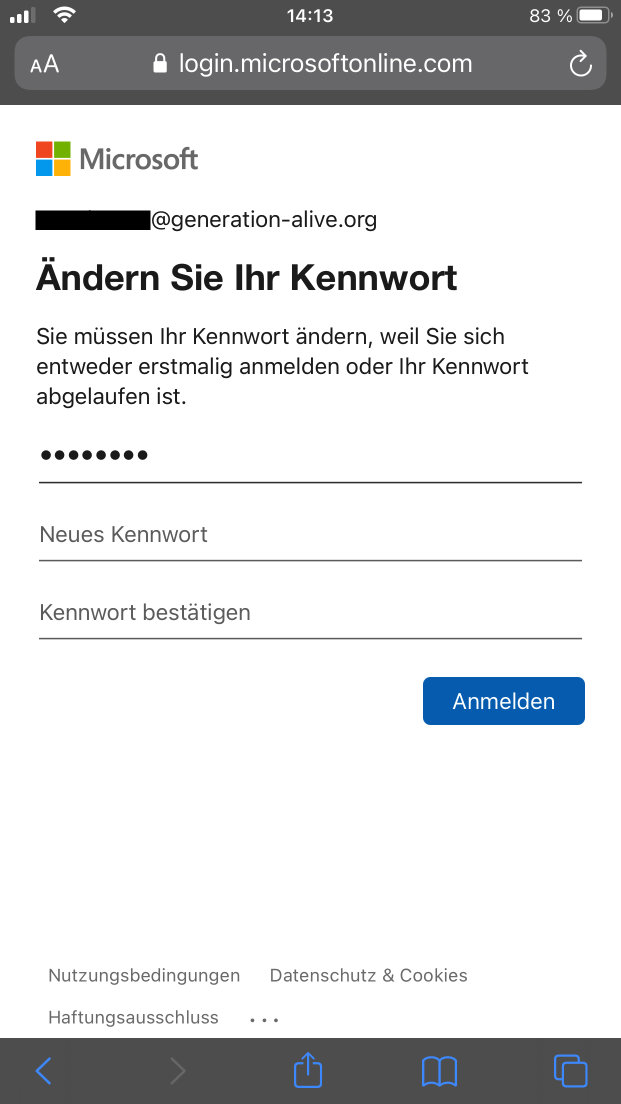 14:13
83 %
AA
login.microsoftonline.com
Microsoft
@generation-alive.org
Ändern Sie Ihr Kennwort
Sie müssen Ihr Kennwort ändern, weil Sie sich
entweder erstmalig anmelden oder Ihr Kennwort
abgelaufen ist.
••••••••
Neues Kennwort
Kennwort bestätigen
Anmelden
Nutzungsbedingungen Datenschutz & Cookies
Haftungsausschluss ...